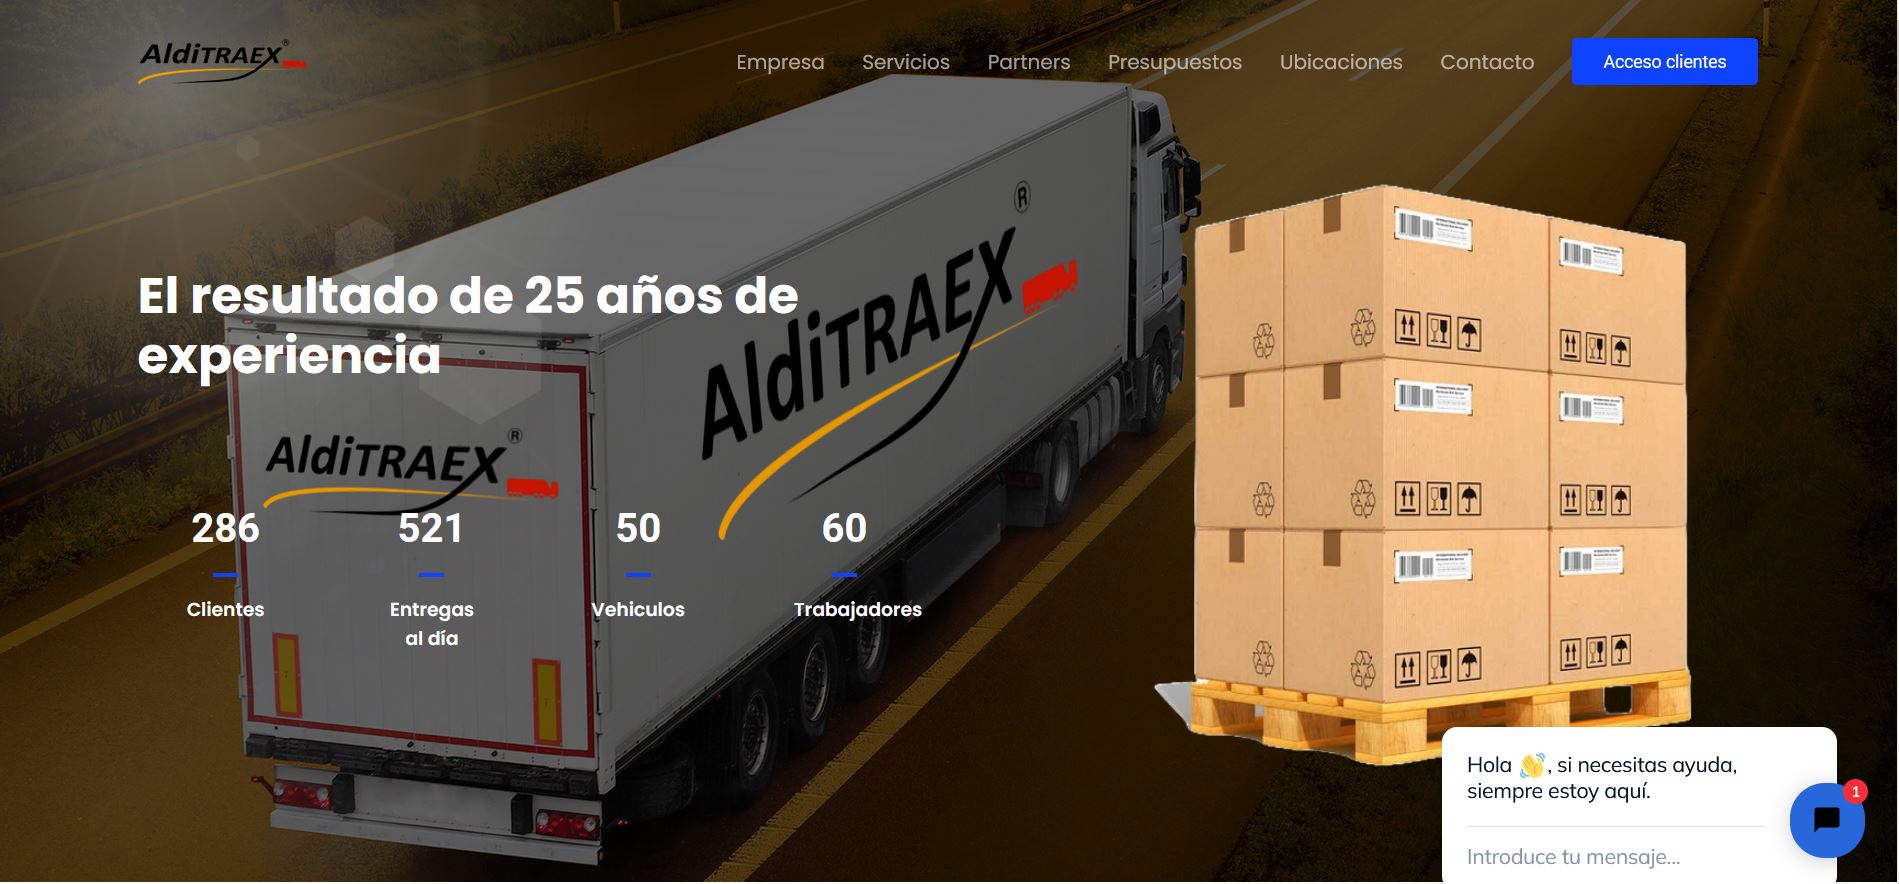 AldiTRAEX®
Empresa
Servicios
Partners
Presupuestos
Ubicaciones
Contacto
Acceso clientes
El resultado de 25 años de
experiencia
AldiTRAEX®
AldiTRAEX®
286
Clientes
521
Entregas
al día
50
Vehiculos
60
Trabajadores
Hola 👋, si necesitas ayuda,
siempre estoy aquí.
Introduce tu mensaje...
1